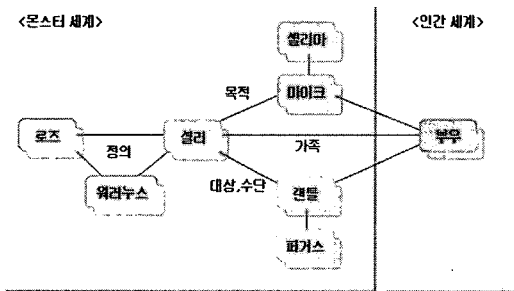 <몬스터 세계>
<인간 세계>
셀리아
목적
마이크
로즈
정의
설리
가족
부우
워러누스
대상,수단
랜들
퍼거스